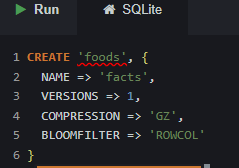 Run SQLite
1 CREATE 'foods', {
2 NAME => 'facts',
3 VERSIONS => 1,
4 COMPRESSION => 'GZ',
5 BLOOMFILTER => 'ROWCOL'
6 }